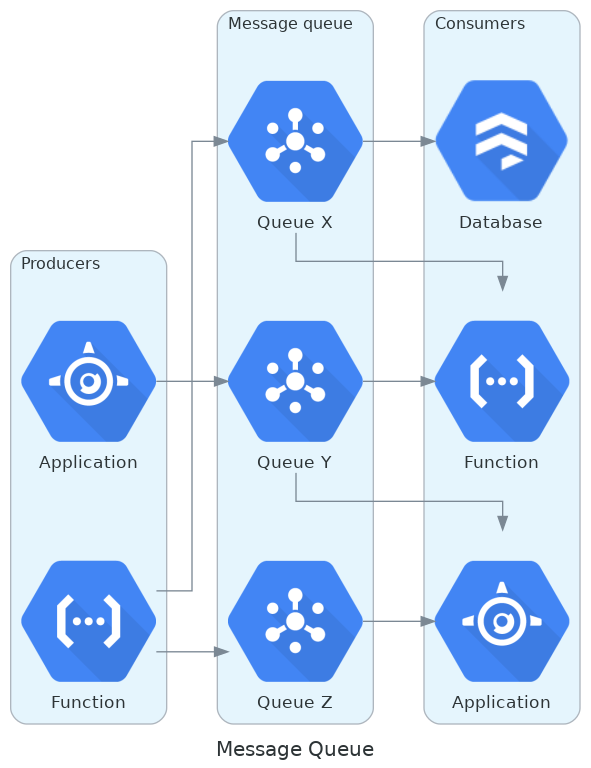 Message queue
Consumers
Queue X
Database
Producers
Application
Queue Y
Function
Function
Queue Z
Application
Message Queue